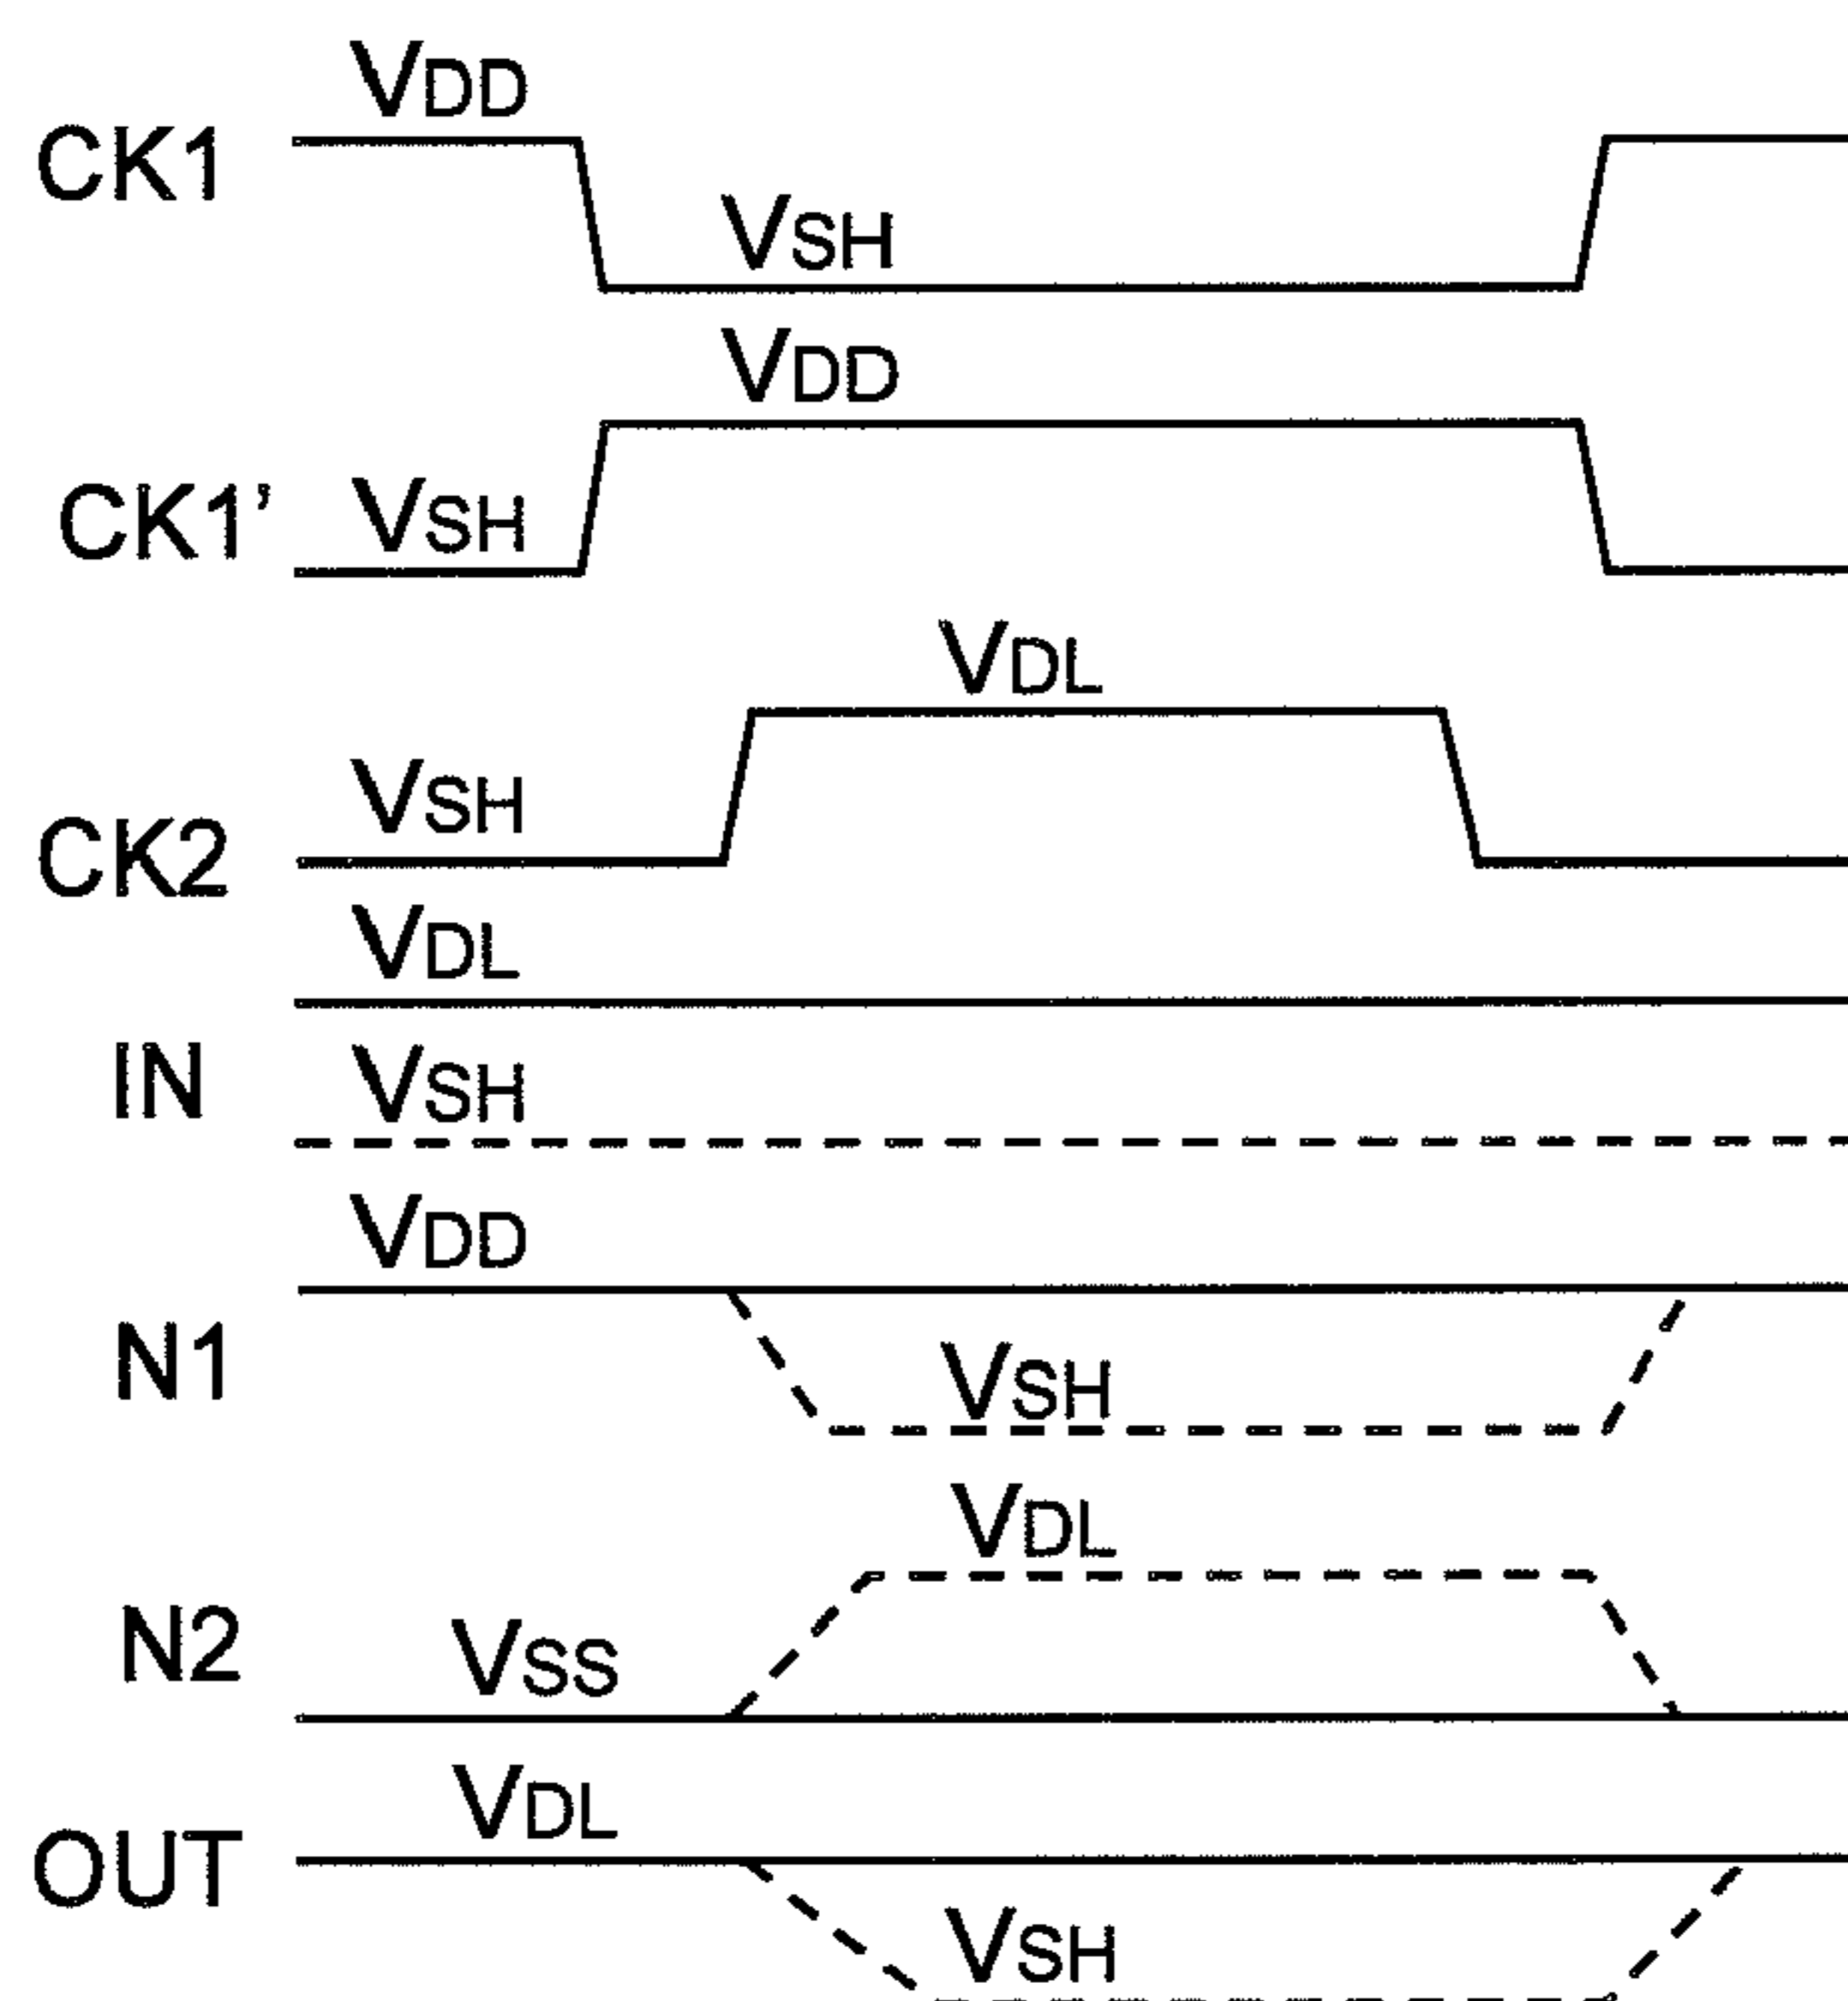 VDD
CK1
VSH
VDD
CK1’ VSH
VDL
VSH
CK2
VDL
IN VSH
VDD
N1 VSH
VDL
N2 VSS
VDL
OUT
VSH